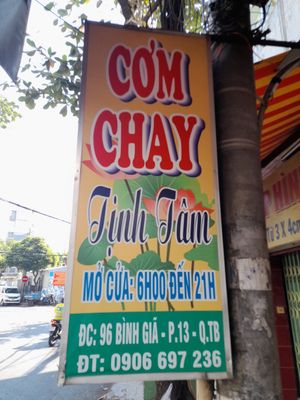 CƠM
CHAY
Tịnh Tâm
MỞ CỬA: 6H00 ĐẾN 21H
ĐC: 96 BÌNH GIÃ - P.13 - Q.TB
ĐT: 0906 697 236